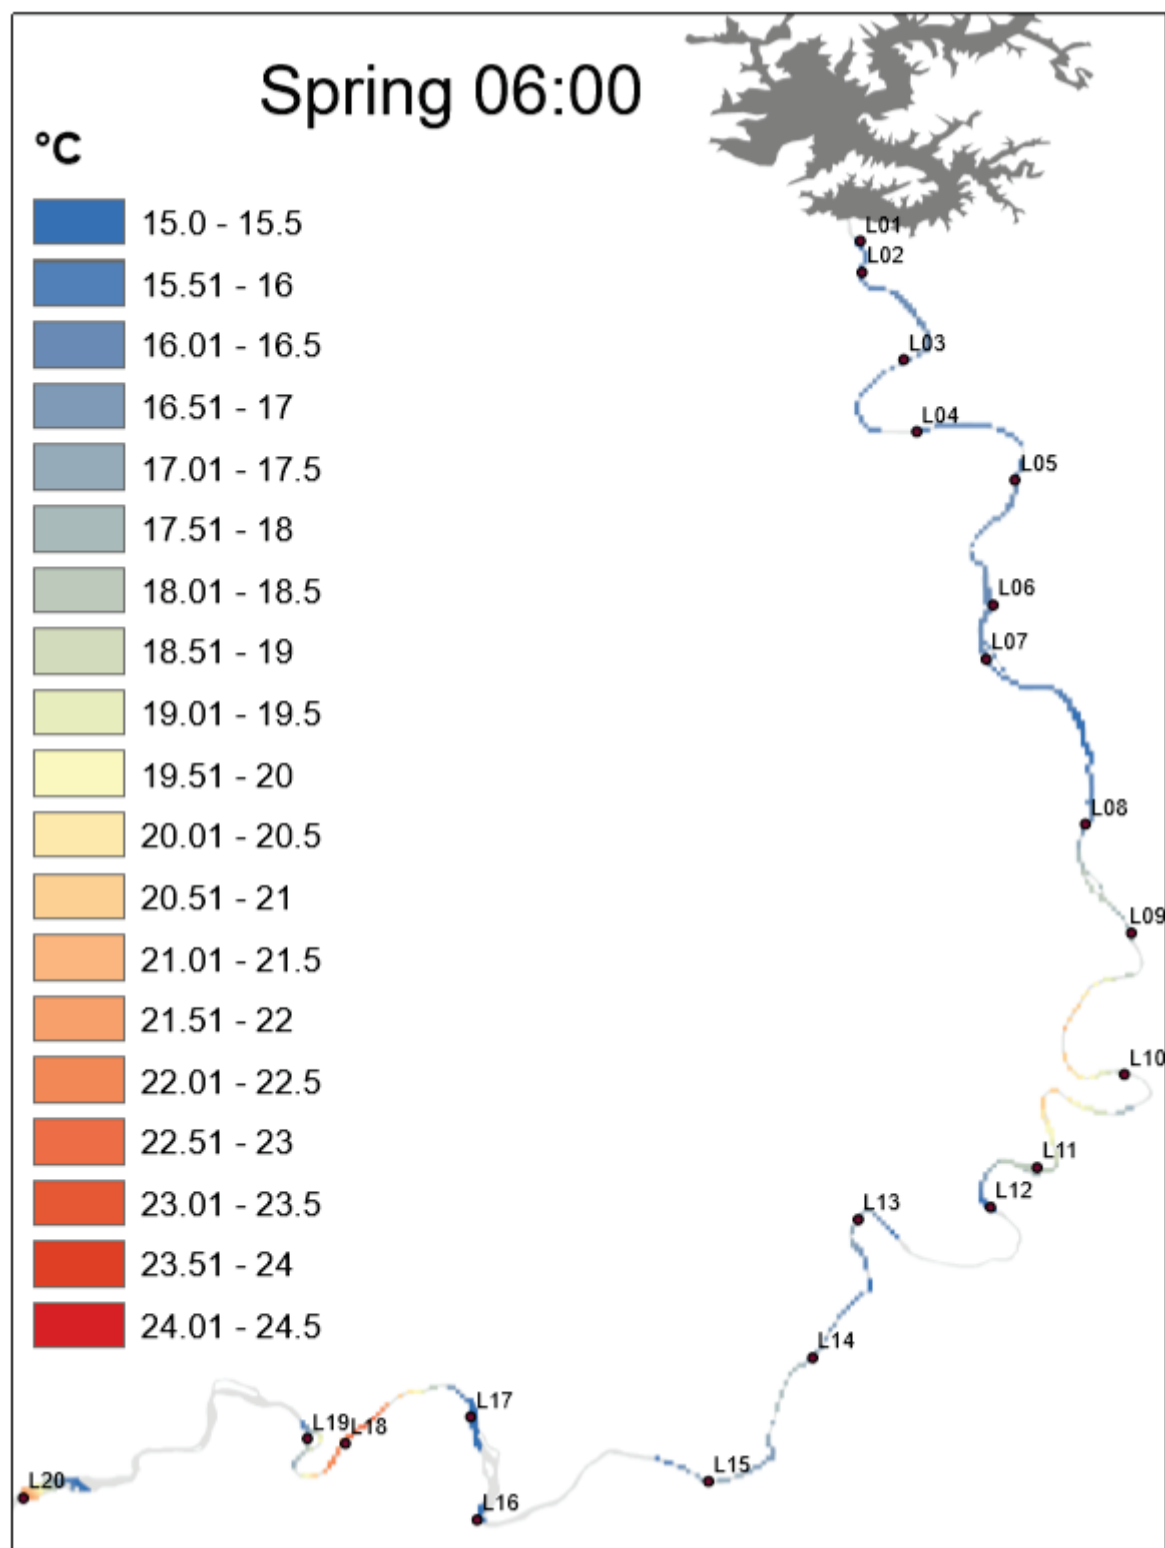 Spring 06:00
°C
15.0 - 15.5
15.51 - 16
16.01 - 16.5
16.51 - 17
17.01 - 17.5
17.51 - 18
18.01 - 18.5
18.51 - 19
19.01 - 19.5
19.51 - 20
20.01 - 20.5
20.51 - 21
21.01 - 21.5
21.51 - 22
22.01 - 22.5
22.51 - 23
23.01 - 23.5
23.51 - 24
24.01 - 24.5
L01
L02
L03
L04
L05
L06
L07
L08
L09
L10
L11
L12
L13
L14
L15
L16
L17
L18
L19
L20